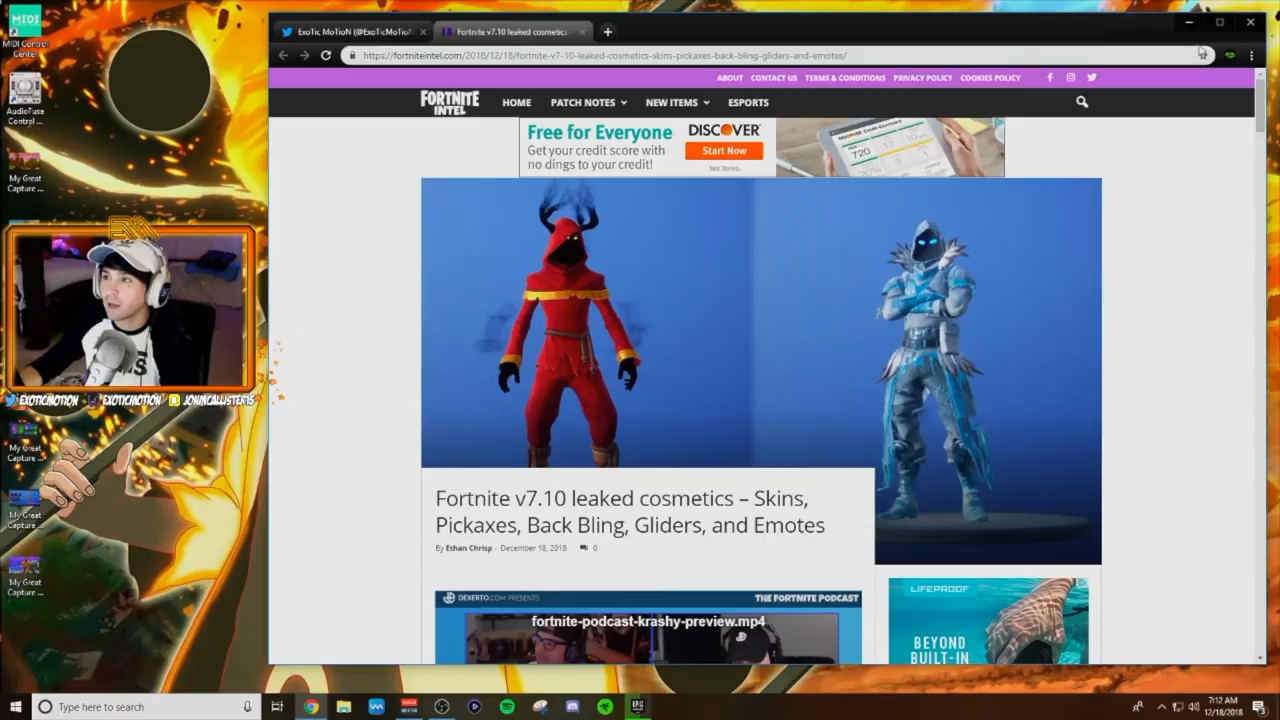 MIDI
MIDI Control
Center
AudioFuse
Control ...
My Great
Capture ...
EXOTICMOTION EXOTICMOTION JONMCALLISTER15
My Great
Capture ...
My Great
Capture ...
My Great
Capture ...
ExoTic MoTioN (@ExoTicMotioN
Fortnite v7.10 leaked cosmetics -
https://fortniteintel.com/2018/12/18/fortnite-v7-10-leaked-cosmetics-skins-pickaxes-back-bling-gliders-and-emotes/
ABOUT CONTACT US TERMS & CONDITIONS PRIVACY POLICY COOKIES POLICY
FORTNITE
INTEL
HOME PATCH NOTES NEW ITEMS ESPORTS
Free for Everyone
Get your credit score with
no dings to your credit!
DISCOVER
Start Now
See Terms.
720
Fortnite v7.10 leaked cosmetics – Skins,
Pickaxes, Back Bling, Gliders, and Emotes
By Ethan Chrisp - December 18, 2018 0
DEXERTO.COM PRESENTS THE FORTNITE PODCAST
fortnite-podcast-krashy-preview.mp4
LIFEPROOF
BEYOND
BUILT-IN
Type here to search
EPIC
7:12 AM
12/18/2018
3